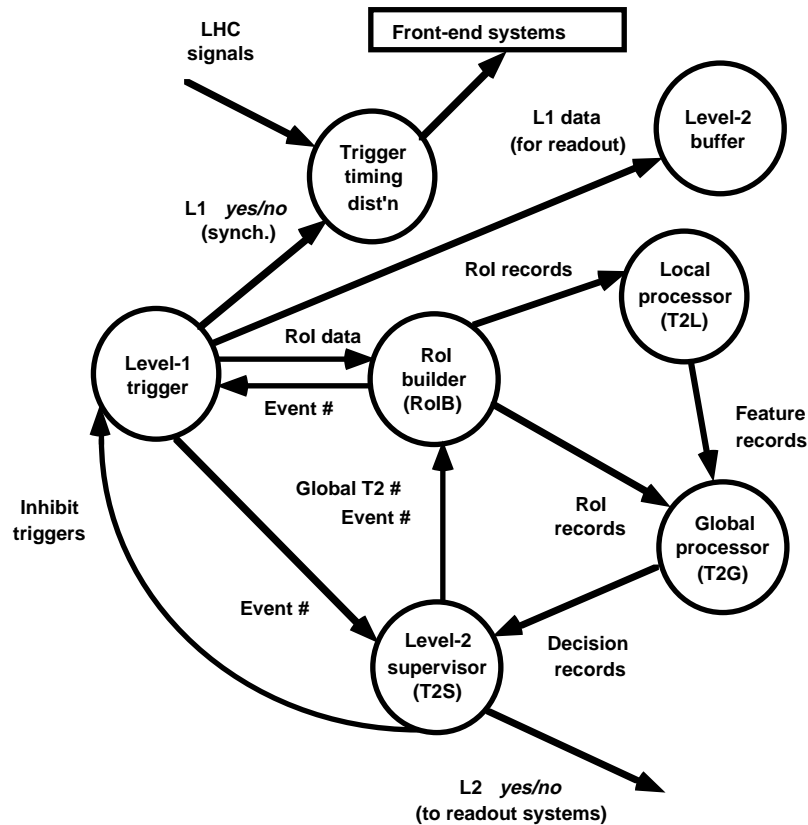 LHC
signals
Front-end systems
Trigger
timing
dist'n
L1 data
(for readout)
Level-2
buffer
L1 yes/no
(synch.)
RoI records
Local
processor
(T2L)
Level-1
trigger
RoI data
Event #
RoI
builder
(RoIB)
Feature
records
Global T2 #
Event #
RoI
records
Global
processor
(T2G)
Inhibit
triggers
Event #
Level-2
supervisor
(T2S)
Decision
records
L2 yes/no
(to readout systems)